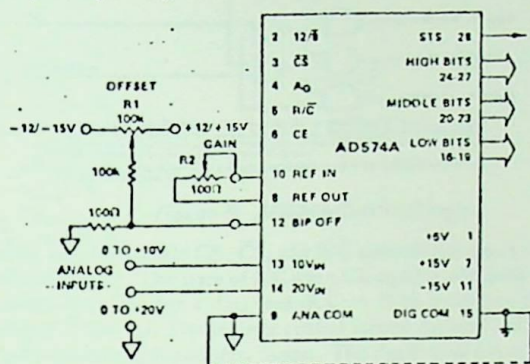 2 12/8̅ STS 28
3 C̅S̅ HIGH BITS
24-27
4 A₀
OFFSET
R1
100k
5 R/C̅ MIDDLE BITS
20-23
-12/-15V +12/+15V
6 CE
GAIN
AD574A
LOW BITS
16-19
R2
100Ω
100k
10 REF IN
8 REF OUT
100Ω
12 BIP OFF
+5V 1
0 TO +10V
13 10VIN +15V 7
ANALOG
INPUTS
14 20VIN -15V 11
0 TO +20V
9 ANA COM DIG COM 15